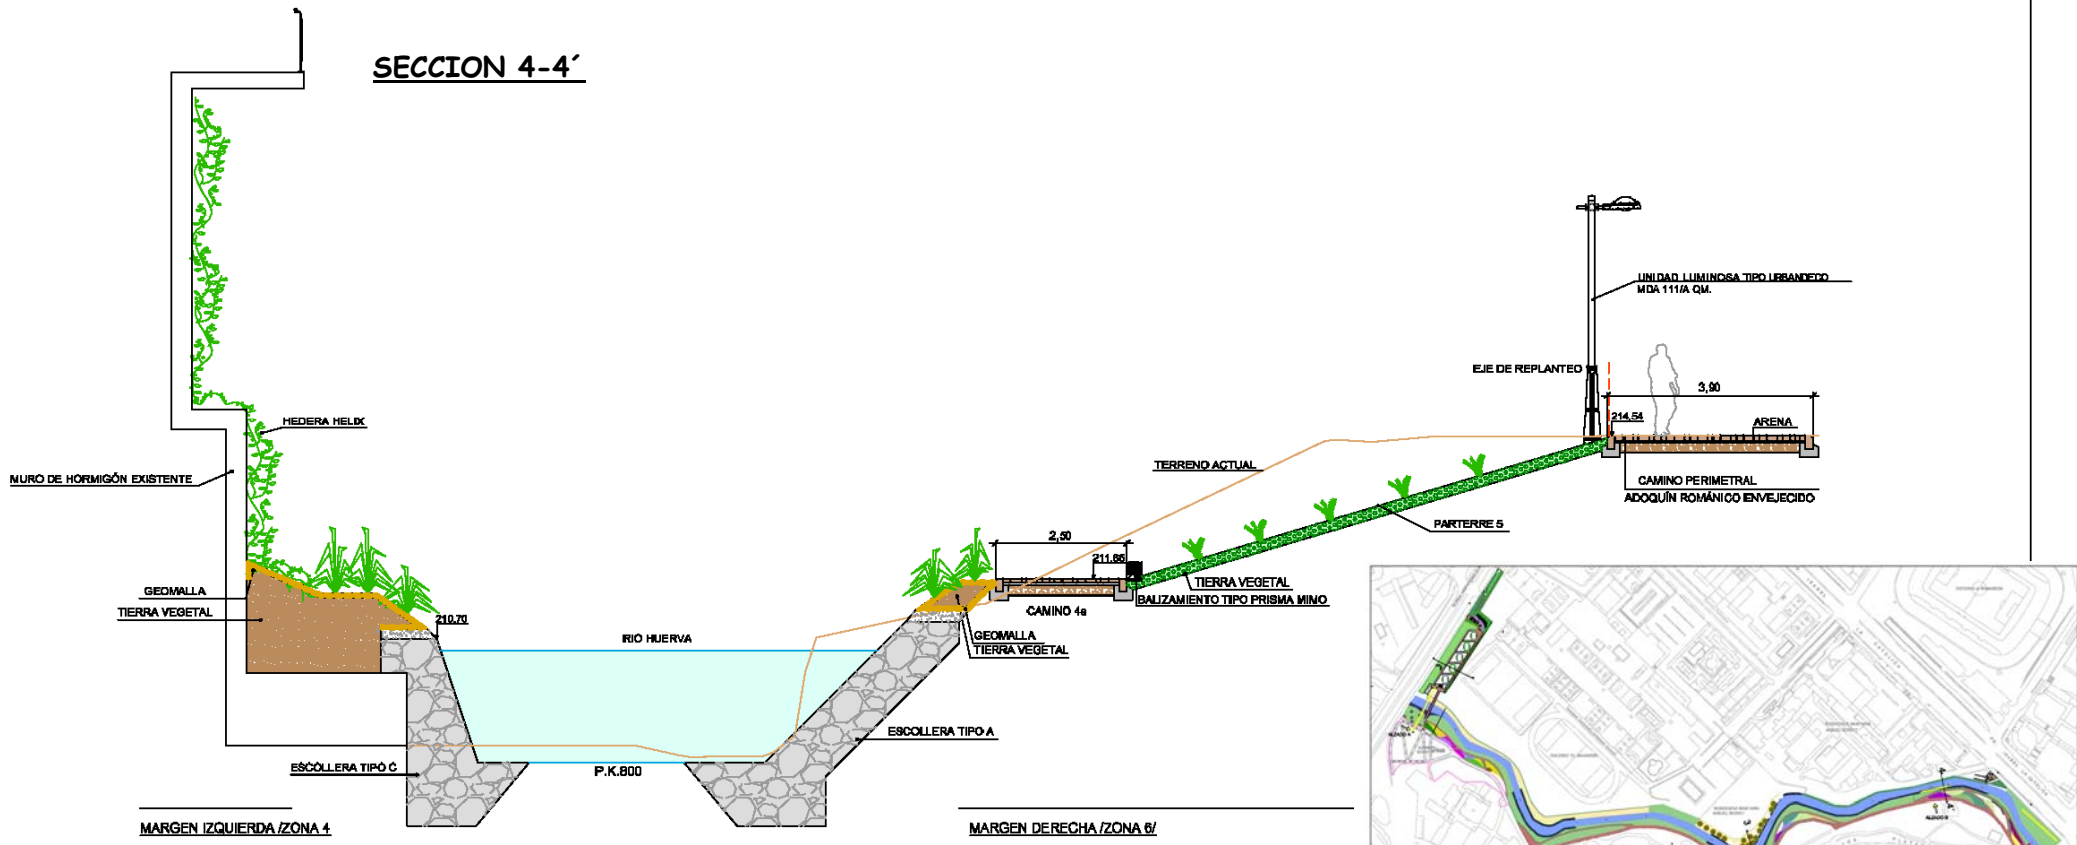 SECCION 4-4´
UNIDAD LUMINOSA TIPO URBANDECO
MDA 111/A QM.
EJE DE REPLANTEO
3,90
214.54
ARENA
HEDERA HELIX
TERRENO ACTUAL
MURO DE HORMIGÓN EXISTENTE
CAMINO PERIMETRAL
ADOQUÍN ROMÁNICO ENVEJECIDO
PARTERRE 5
2,50
TIERRA VEGETAL
BALIZAMIENTO TIPO PRISMA MINO
GEOMALLA
TIERRA VEGETAL
CAMINO 4a
210.70
RIO HUERVA
GEOMALLA
TIERRA VEGETAL
ESCOLLERA TIPO A
ESCOLLERA TIPO C
P.K.800
MARGEN IZQUIERDA /ZONA 4
MARGEN DERECHA /ZONA 6/